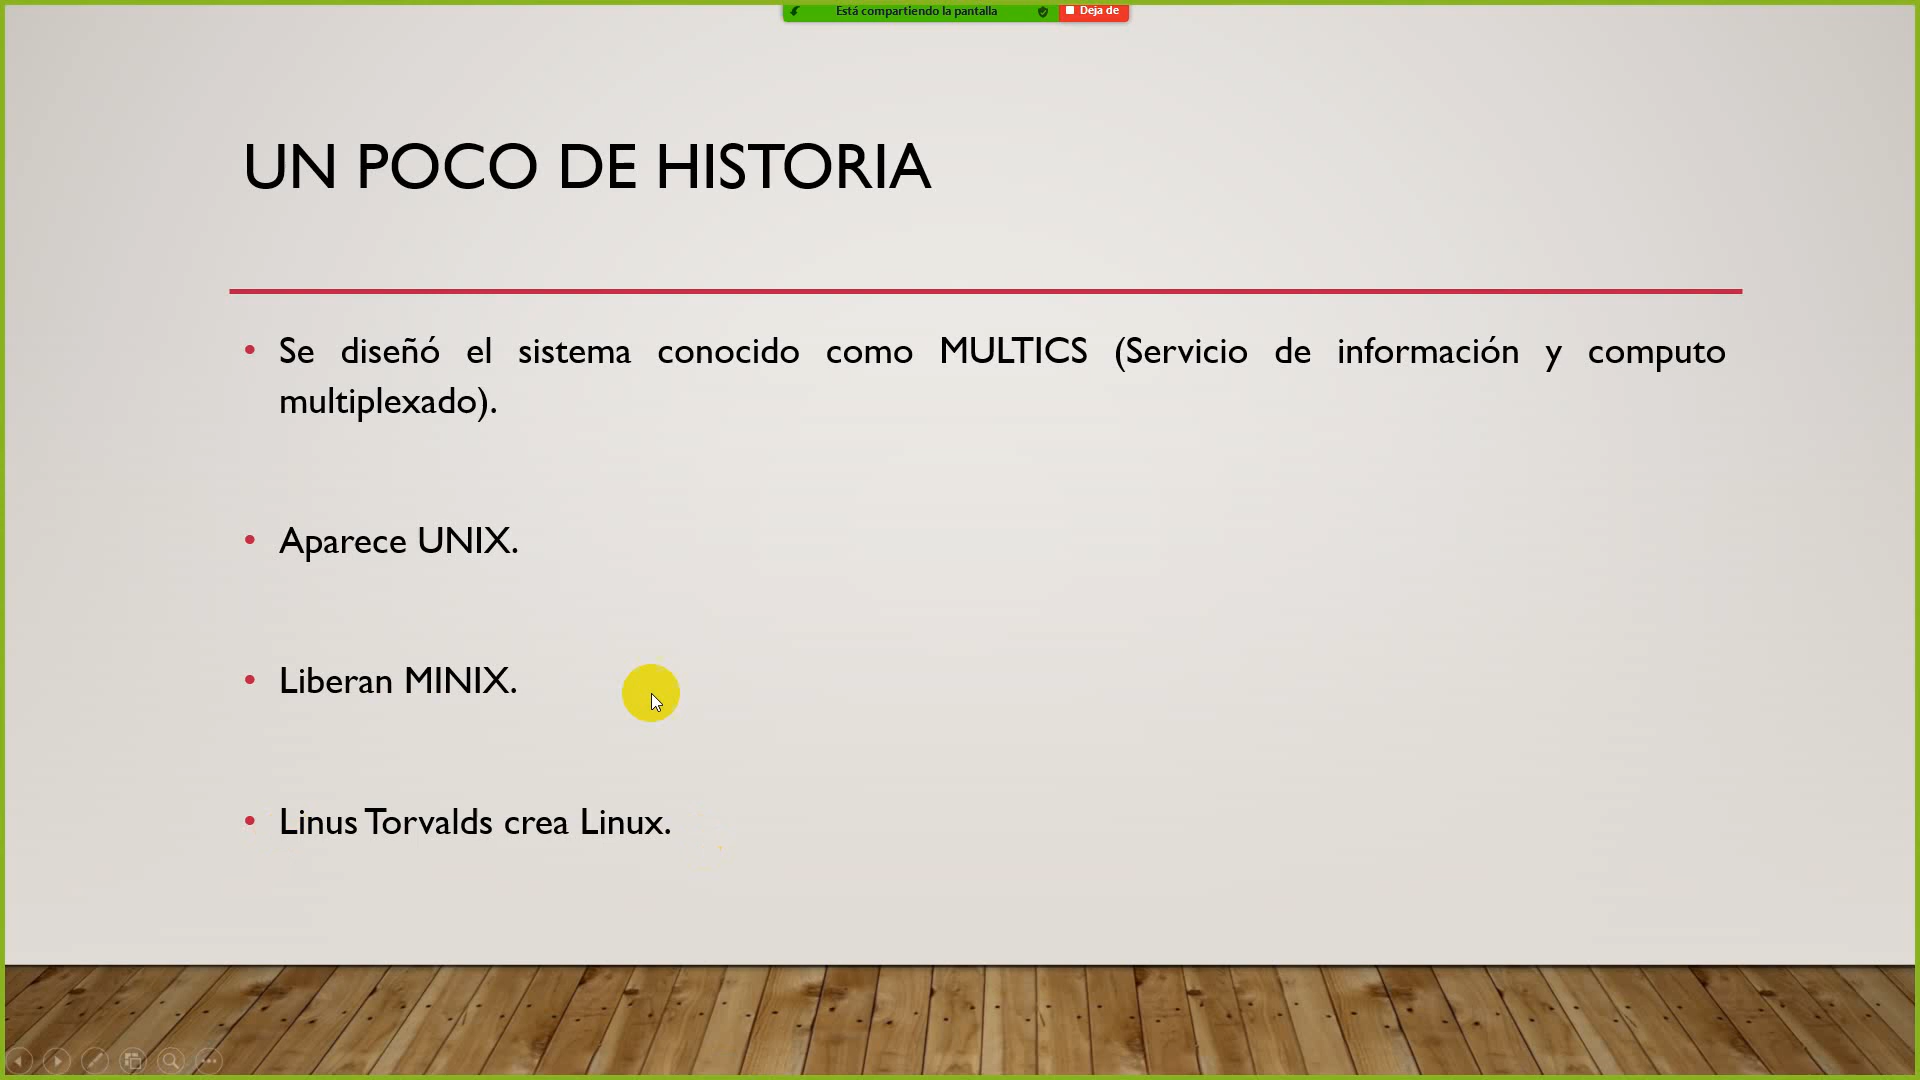 Está compartiendo la pantalla
Deja de
UN POCO DE HISTORIA
• Se diseñó el sistema conocido como MULTICS (Servicio de información y computo
multiplexado).
• Aparece UNIX.
• Liberan MINIX.
• Linus Torvalds crea Linux.